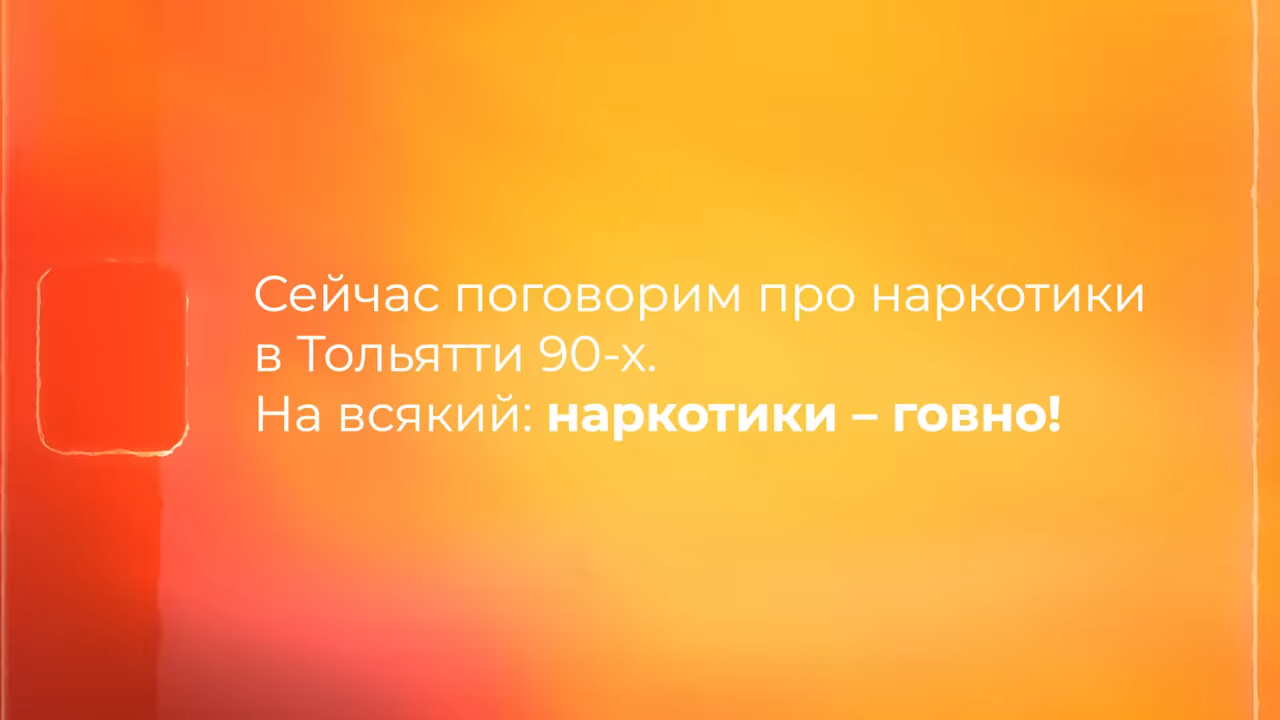 Сейчас поговорим про наркотики
в Тольятти 90-х.
На всякий: наркотики – говно!